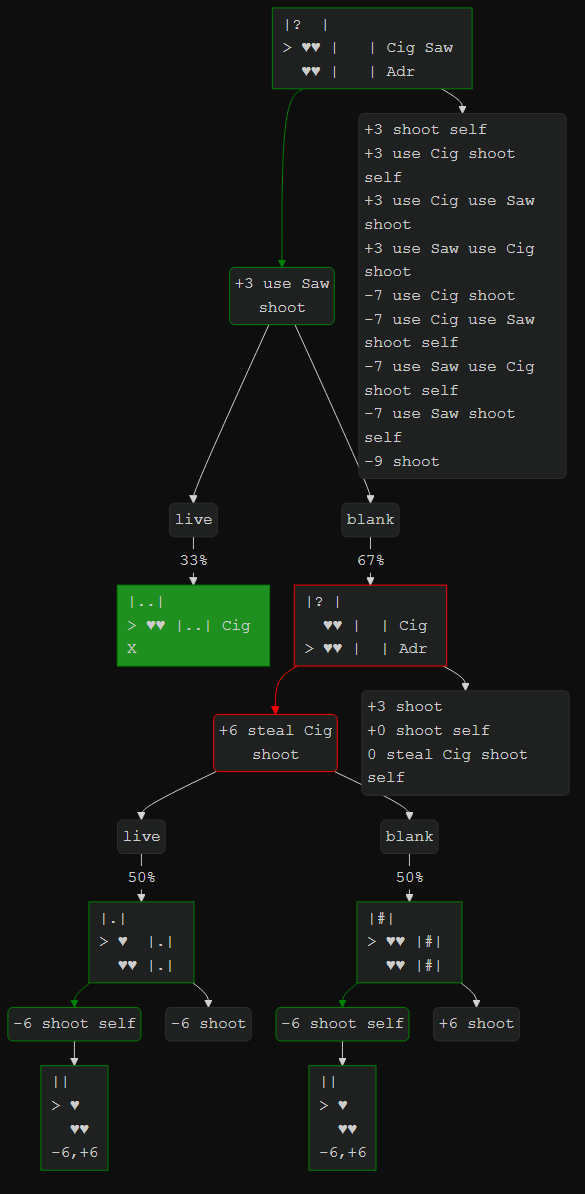 |?  |
> ♥♥ |   | Cig Saw
  ♥♥ |   | Adr
+3 shoot self
+3 use Cig shoot
self
+3 use Cig use Saw
shoot
+3 use Saw use Cig
shoot
-7 use Cig shoot
-7 use Cig use Saw
shoot self
-7 use Saw use Cig
shoot self
-7 use Saw shoot
self
-9 shoot
+3 use Saw
shoot
live
blank
33%
67%
|..|
> ♥♥ |..| Cig
X
|? |
  ♥♥ |  | Cig
> ♥♥ |  | Adr
+6 steal Cig
shoot
+3 shoot
+0 shoot self
0 steal Cig shoot
self
live
blank
50%
50%
|.|
> ♥  |.|
  ♥♥ |.|
|#|
> ♥♥ |#|
  ♥♥ |#|
-6 shoot self
-6 shoot
-6 shoot self
+6 shoot
||
> ♥
  ♥♥
-6,+6
||
> ♥
  ♥♥
-6,+6